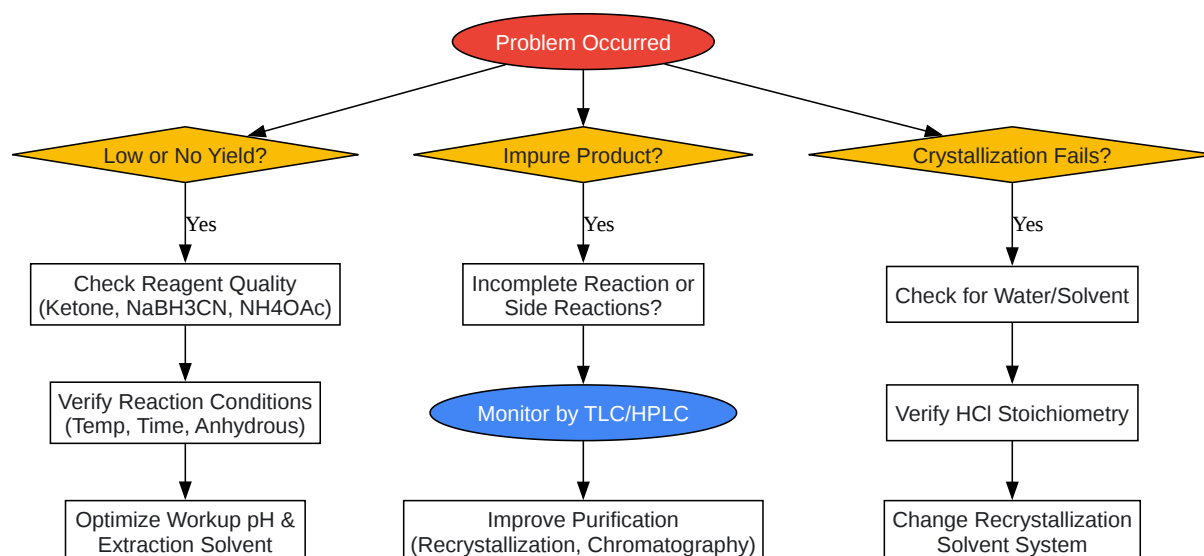 Problem Occurred
Low or No Yield?
Impure Product?
Crystallization Fails?
Yes
Yes
Yes
Check Reagent Quality
(Ketone, NaBH3CN, NH4OAc)
Incomplete Reaction or
Side Reactions?
Check for Water/Solvent
Verify Reaction Conditions
(Temp, Time, Anhydrous)
Monitor by TLC/HPLC
Verify HCl Stoichiometry
Optimize Workup pH &
Extraction Solvent
Improve Purification
(Recrystallization, Chromatography)
Change Recrystallization
Solvent System